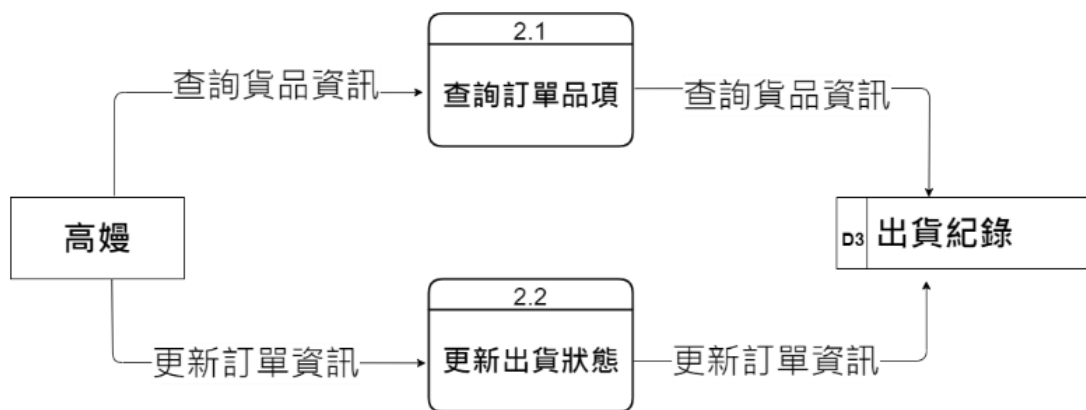 2.1
查詢貨品資訊
查詢訂單品項
查詢貨品資訊
高嫚
D3
出貨紀錄
2.2
更新訂單資訊
更新出貨狀態
更新訂單資訊